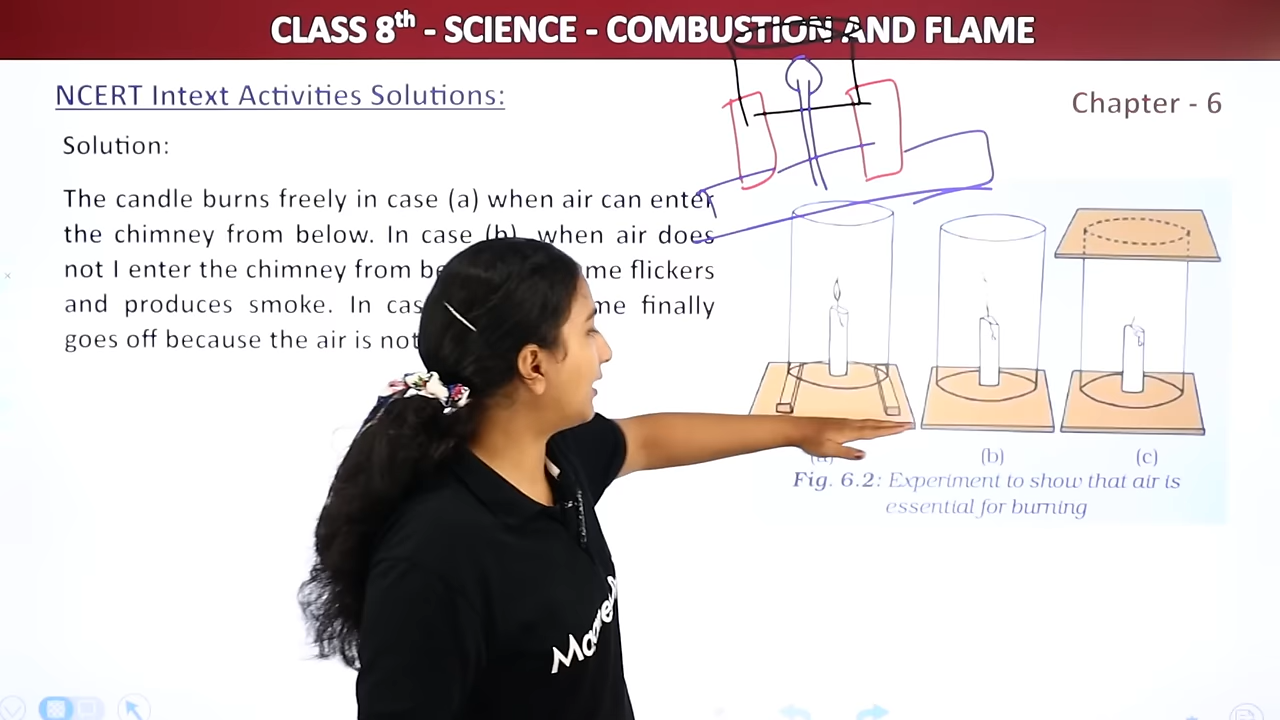 CLASS 8th - SCIENCE - COMBUSTION AND FLAME
NCERT Intext Activities Solutions:
Chapter - 6
Solution:
The candle burns freely in case (a) when air can enter
the chimney from below. In case (b), when air does
not I enter the chimney from be me flickers
and produces smoke. In cas me finally
goes off because the air is not
(a)
(b)
(c)
Fig. 6.2: Experiment to show that air is
essential for burning